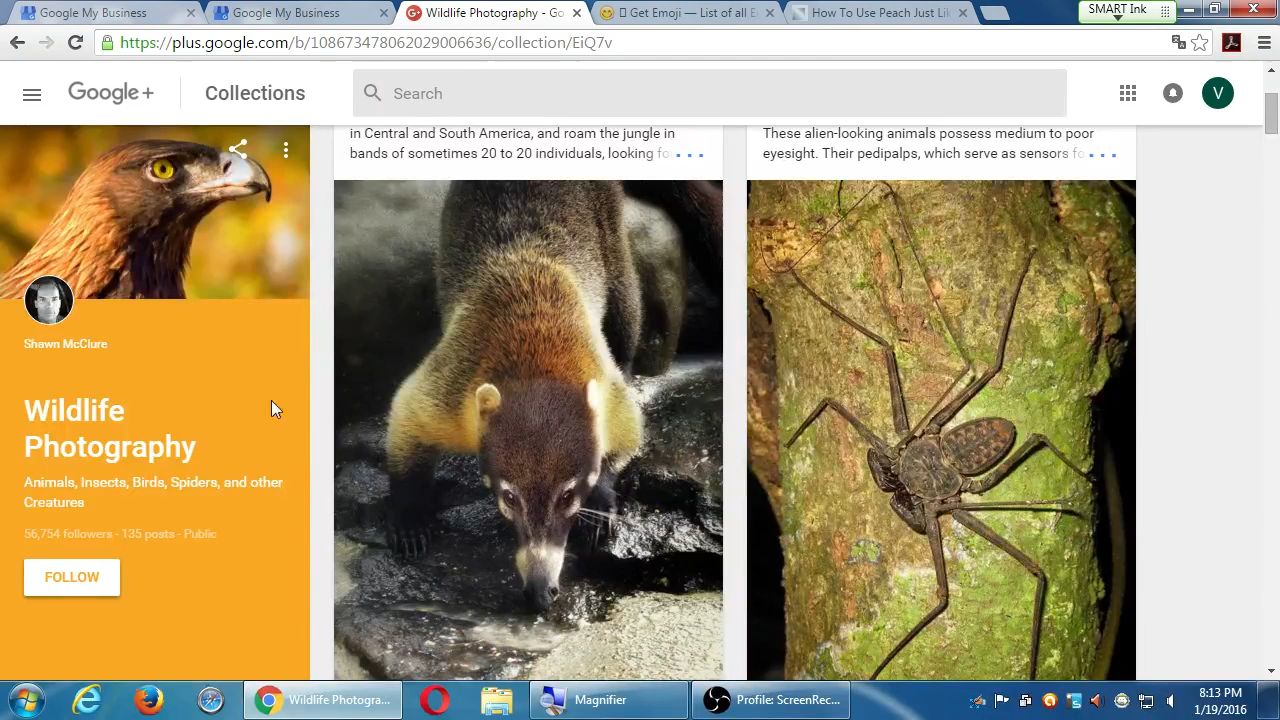 Google My Business
Google My Business
Wildlife Photography - Go
Get Emoji — List of all E
How To Use Peach Just Lik
SMART Ink
https://plus.google.com/b/108673478062029006636/collection/EiQ7v
Google+
Collections
Search
V
in Central and South America, and roam the jungle in
bands of sometimes 20 to 20 individuals, looking fo
These alien-looking animals possess medium to poor
eyesight. Their pedipalps, which serve as sensors fo
Shawn McClure
Wildlife
Photography
Animals, Insects, Birds, Spiders, and other
Creatures
56,754 followers - 135 posts - Public
FOLLOW
Wildlife Photogra...
Magnifier
Profile: ScreenRec...
8:13 PM
1/19/2016